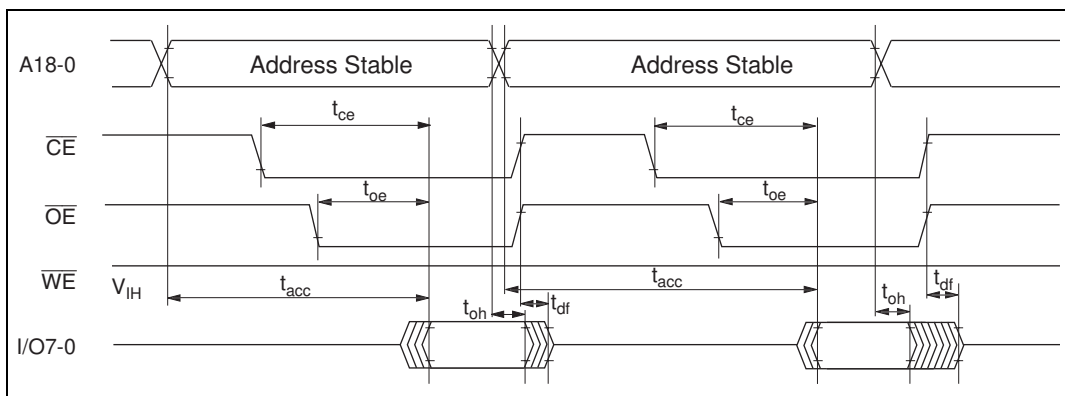 A18-0
Address Stable
Address Stable
tce
tce
CE
toe
toe
OE
WE
VIH
tacc
tacc
toh
tdf
toh
tdf
I/O7-0